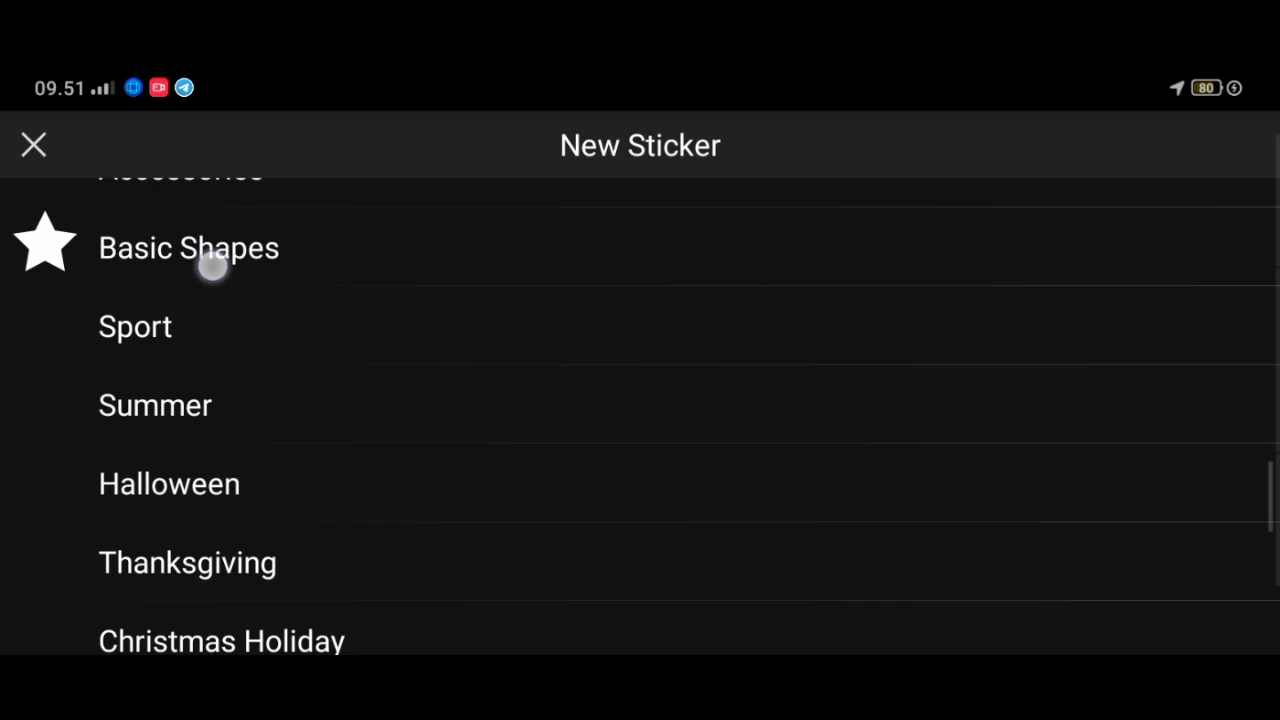 09.51
80
New Sticker
Basic Shapes
Sport
Summer
Halloween
Thanksgiving
Christmas Holiday